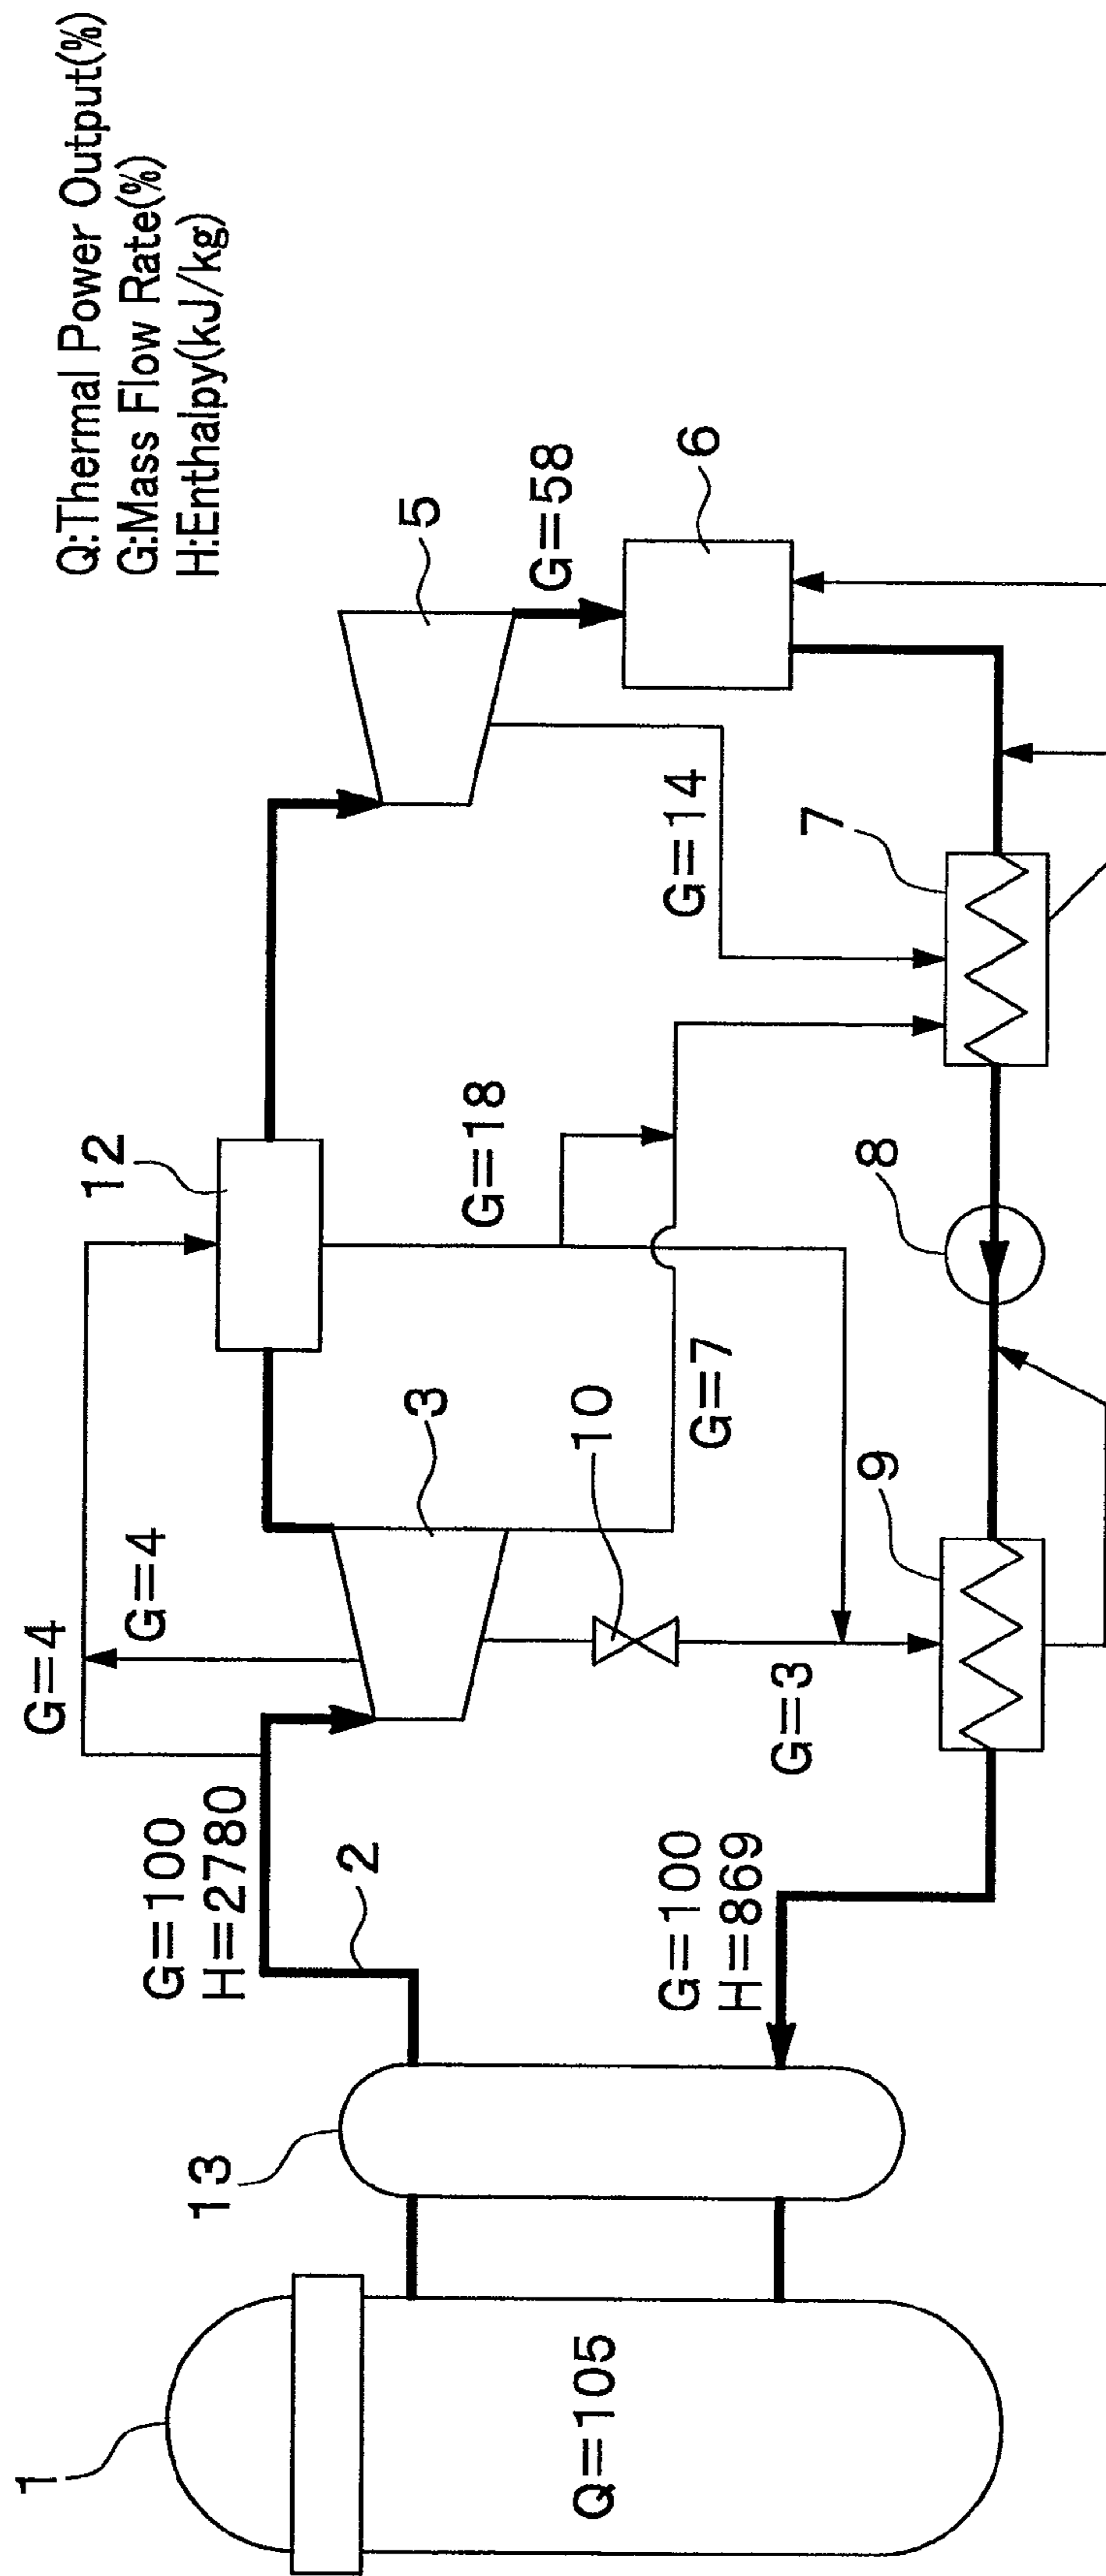 Q:Thermal Power Output(%)
G:Mass Flow Rate(%)
H:Enthalpy(kJ/kg)
1
Q=105
13
G=100
H=2780
2
G=4
G=4
3
10
12
G=18
G=7
5
G=58
6
G=14
7
8
9
G=3
G=100
H=869